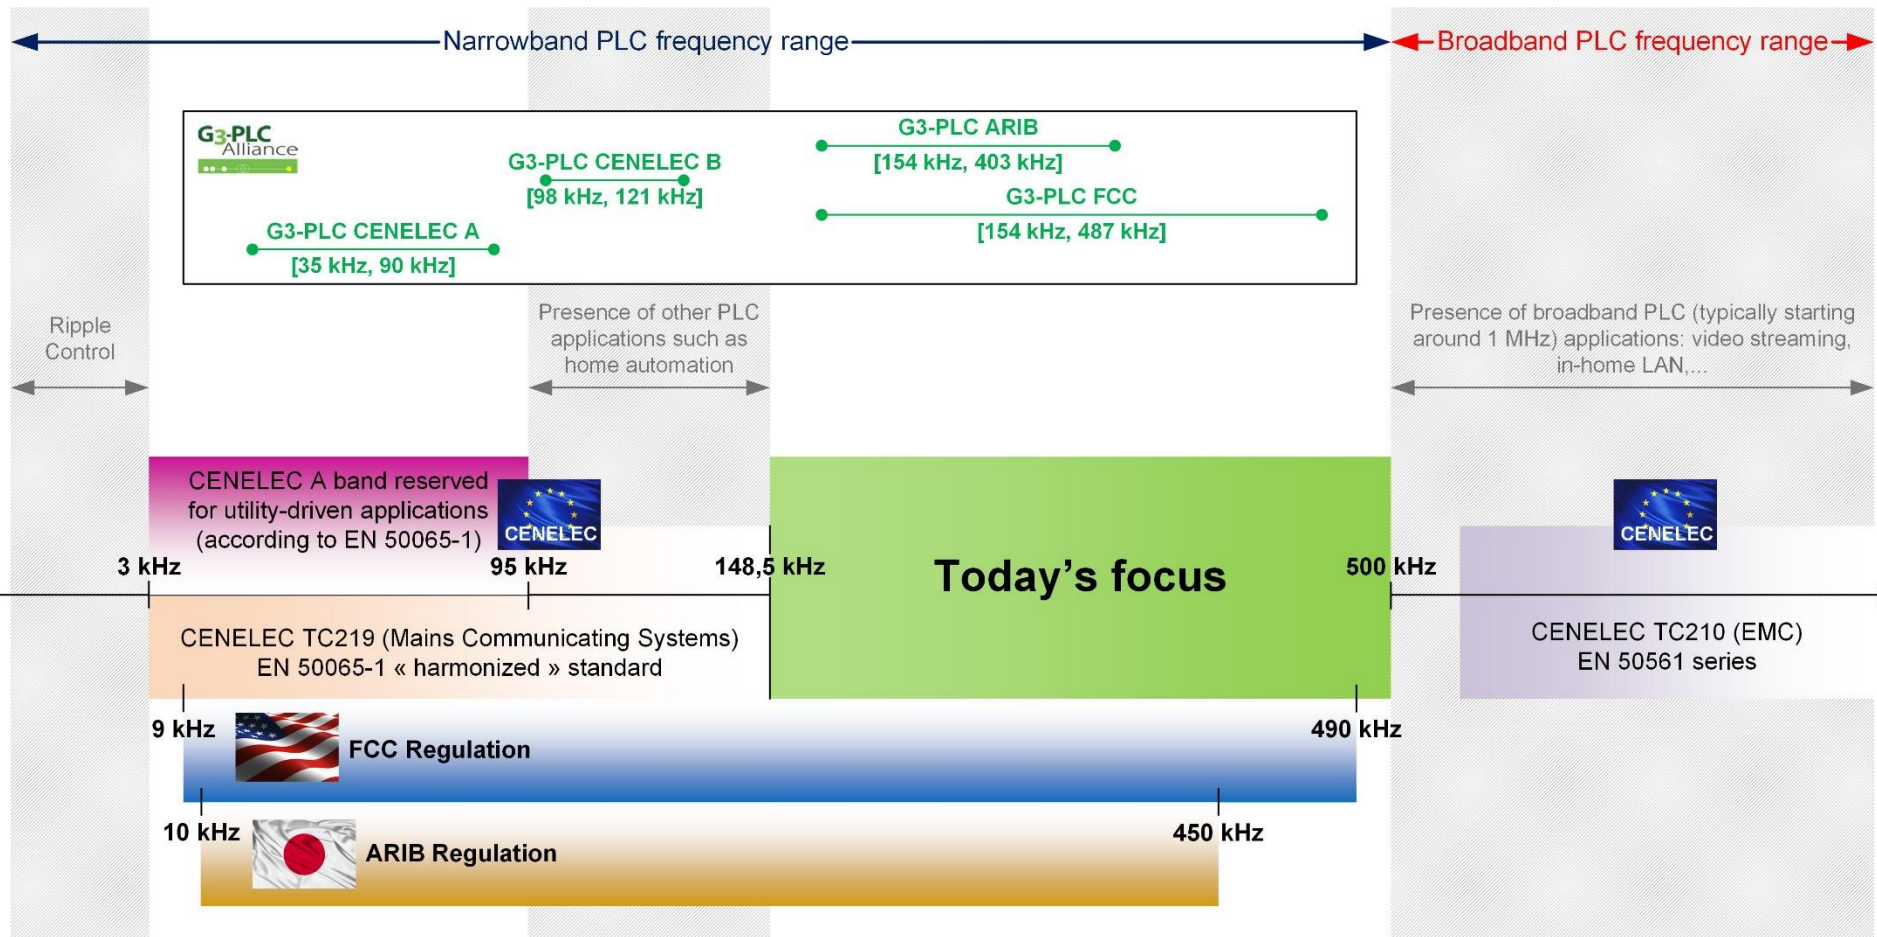 Narrowband PLC frequency range
Broadband PLC frequency range
G3-PLC
Alliance
G3-PLC ARIB
[154 kHz, 403 kHz]
G3-PLC CENELEC B
[98 kHz, 121 kHz]
G3-PLC FCC
[154 kHz, 487 kHz]
G3-PLC CENELEC A
[35 kHz, 90 kHz]
Ripple
Control
Presence of other PLC
applications such as
home automation
Presence of broadband PLC (typically starting
around 1 MHz) applications: video streaming,
in-home LAN,...
CENELEC A band reserved
for utility-driven applications
(according to EN 50065-1)
CENELEC
CENELEC
3 kHz
95 kHz
148,5 kHz
500 kHz
Today's focus
CENELEC TC219 (Mains Communicating Systems)
EN 50065-1 « harmonized » standard
CENELEC TC210 (EMC)
EN 50561 series
9 kHz
490 kHz
FCC Regulation
10 kHz
450 kHz
ARIB Regulation